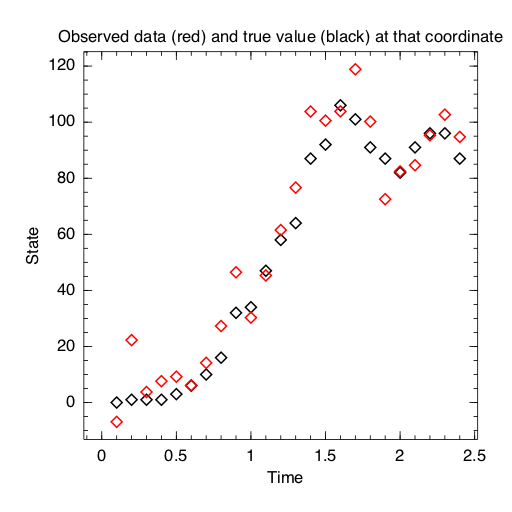 Observed data (red) and true value (black) at that coordinate
120
100
80
60
40
20
0
State
0 0.5 1 1.5 2 2.5
Time